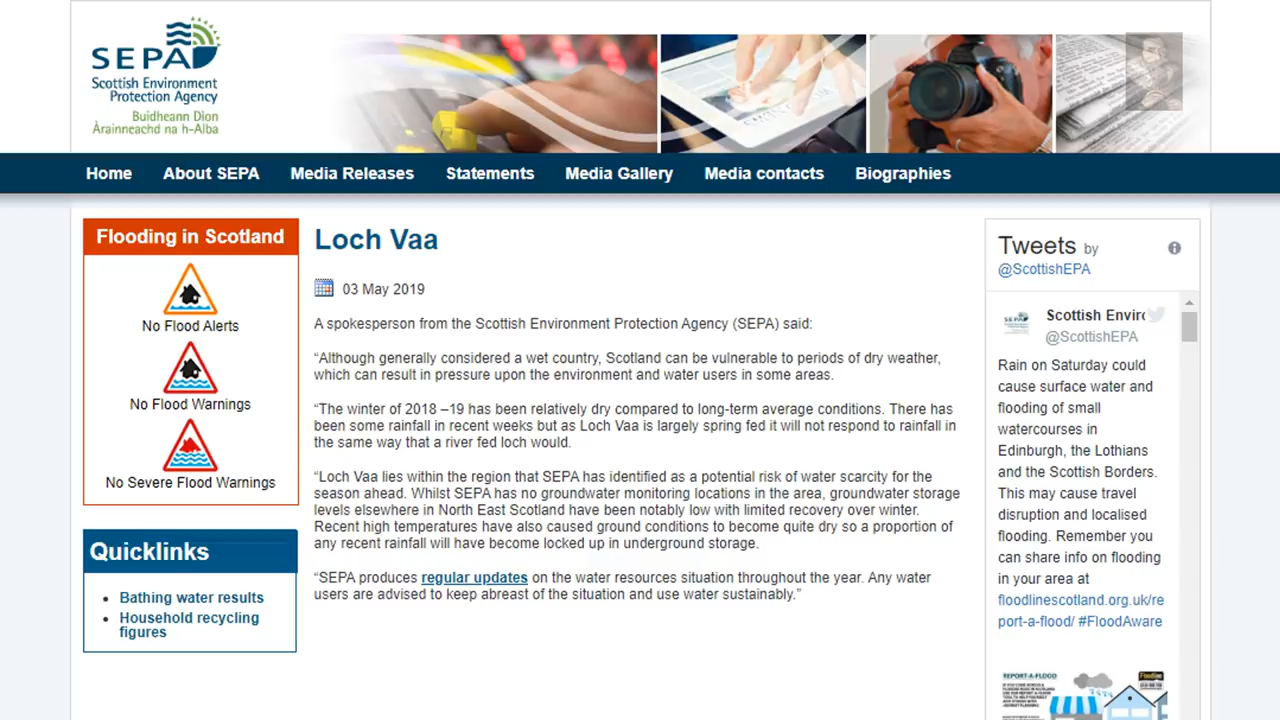 SEPA
Scottish Environment
Protection Agency
Buidheann Dìon
Àrainneachd na h-Alba
Home About SEPA Media Releases Statements Media Gallery Media contacts Biographies
Flooding in Scotland
No Flood Alerts
No Flood Warnings
No Severe Flood Warnings
Quicklinks
Bathing water results
Household recycling
figures
Loch Vaa
03 May 2019
A spokesperson from the Scottish Environment Protection Agency (SEPA) said:
“Although generally considered a wet country, Scotland can be vulnerable to periods of dry weather,
which can result in pressure upon the environment and water users in some areas.
“The winter of 2018 –19 has been relatively dry compared to long-term average conditions. There has
been some rainfall in recent weeks but as Loch Vaa is largely spring fed it will not respond to rainfall in
the same way that a river fed loch would.
“Loch Vaa lies within the region that SEPA has identified as a potential risk of water scarcity for the
season ahead. Whilst SEPA has no groundwater monitoring locations in the area, groundwater storage
levels elsewhere in North East Scotland have been notably low with limited recovery over winter.
Recent high temperatures have also caused ground conditions to become quite dry so a proportion of
any recent rainfall will have become locked up in underground storage.
“SEPA produces regular updates on the water resources situation throughout the year. Any water
users are advised to keep abreast of the situation and use water sustainably.”
Tweets by
@ScottishEPA
SEPA
Scottish Envir
@ScottishEPA
Rain on Saturday could
cause surface water and
flooding of small
watercourses in
Edinburgh, the Lothians
and the Scottish Borders.
This may cause travel
disruption and localised
flooding. Remember you
can share info on flooding
in your area at
floodlinescotland.org.uk/re
port-a-flood/ #FloodAware
REPORT-A-FLOOD
Floodline